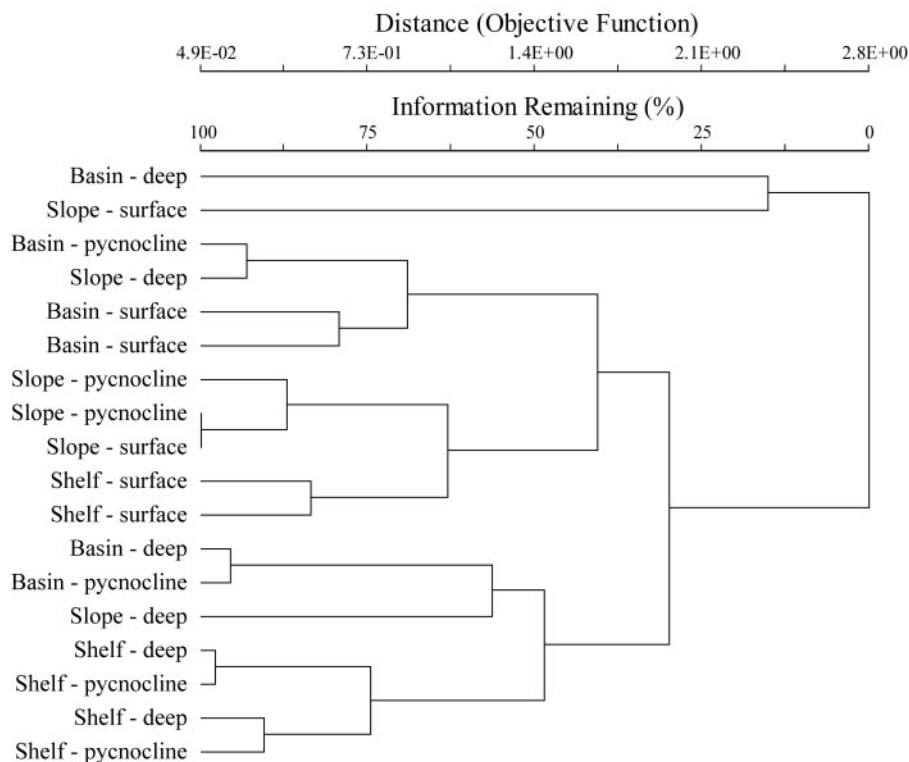 Distance (Objective Function)
4.9E-02 7.3E-01 1.4E+00 2.1E+00 2.8E+00
Information Remaining (%)
100 75 50 25 0
Basin - deep
Slope - surface
Basin - pycnocline
Slope - deep
Basin - surface
Basin - surface
Slope - pycnocline
Slope - pycnocline
Slope - surface
Shelf - surface
Shelf - surface
Basin - deep
Basin - pycnocline
Slope - deep
Shelf - deep
Shelf - pycnocline
Shelf - deep
Shelf - pycnocline